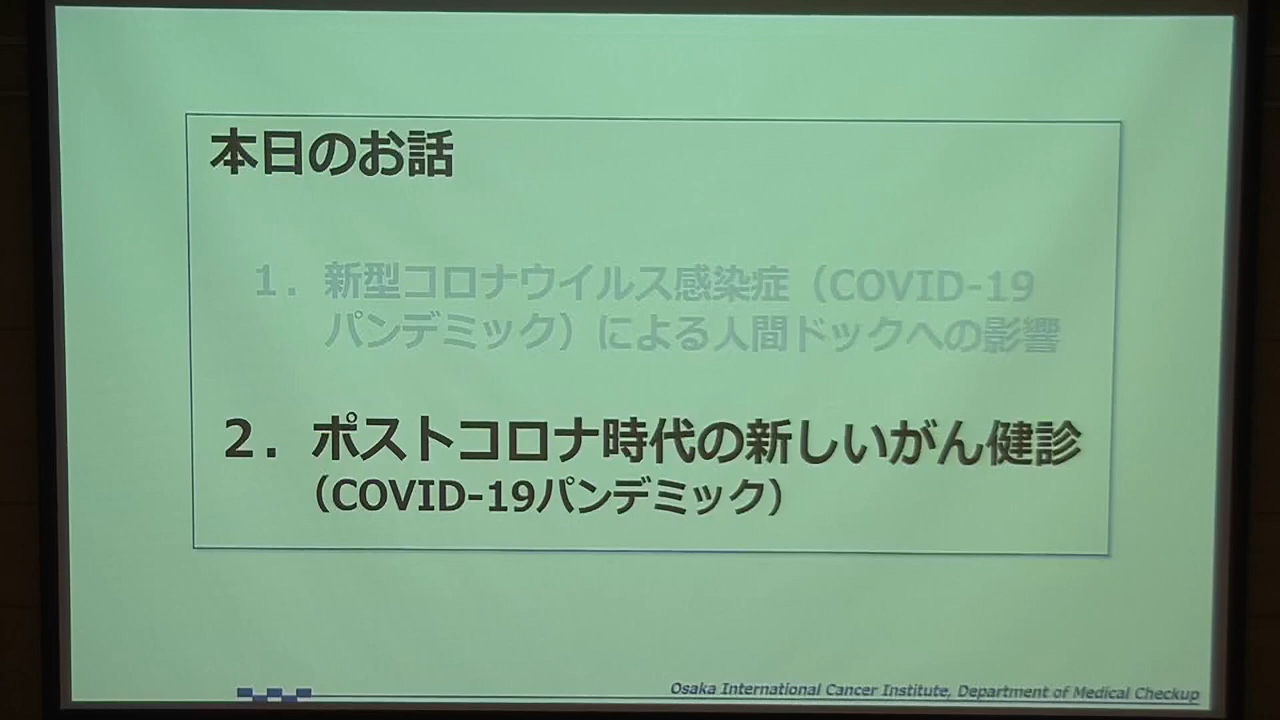 本日のお話
1. 新型コロナウイルス感染症（COVID-19
パンデミック）による人間ドックへの影響
2. ポストコロナ時代の新しいがん健診
（COVID-19パンデミック）
Osaka International Cancer Institute, Department of Medical Checkup